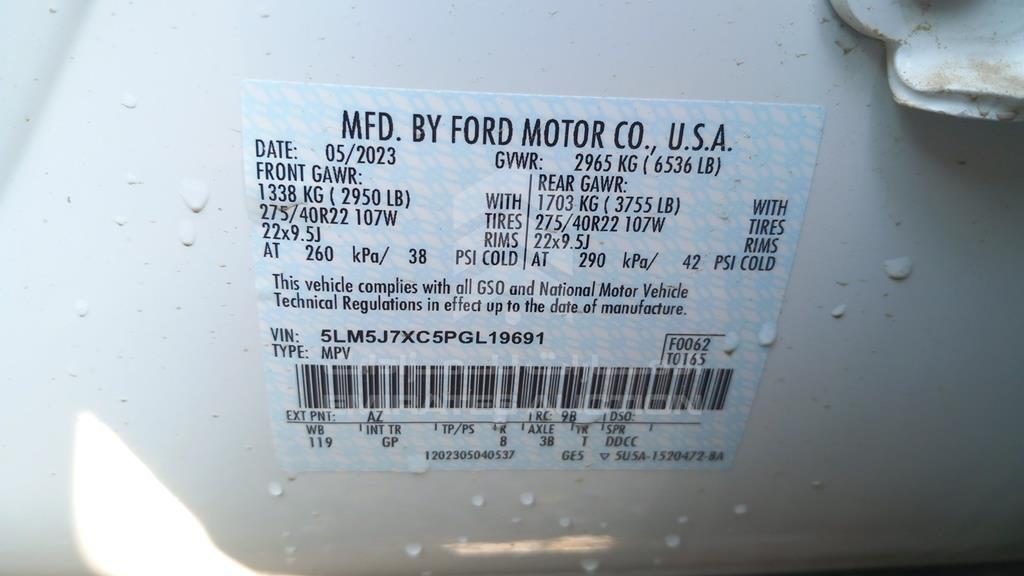 MFD. BY FORD MOTOR CO., U.S.A.
DATE: 05/2023 GVWR: 2965 KG ( 6536 LB)
FRONT GAWR: REAR GAWR:
1338 KG ( 2950 LB) WITH 1703 KG ( 3755 LB) WITH
275/40R22 107W TIRES 275/40R22 107W TIRES
22x9.5J RIMS 22x9.5J RIMS
AT 260 kPa/ 38 PSI COLD AT 290 kPa/ 42 PSI COLD
This vehicle complies with all GSO and National Motor Vehicle
Technical Regulations in effect up to the date of manufacture.
VIN: 5LM5J7XC5PGL19691 F0062
TYPE: MPV T0165
EXT PNT: AZ RC: 98 DSO:
WB INT TR TP/PS R AXLE TR SPR
119 GP 8 3B T DDCC
1202305040537 GE5 ▽ 5U5A-1520472-BA